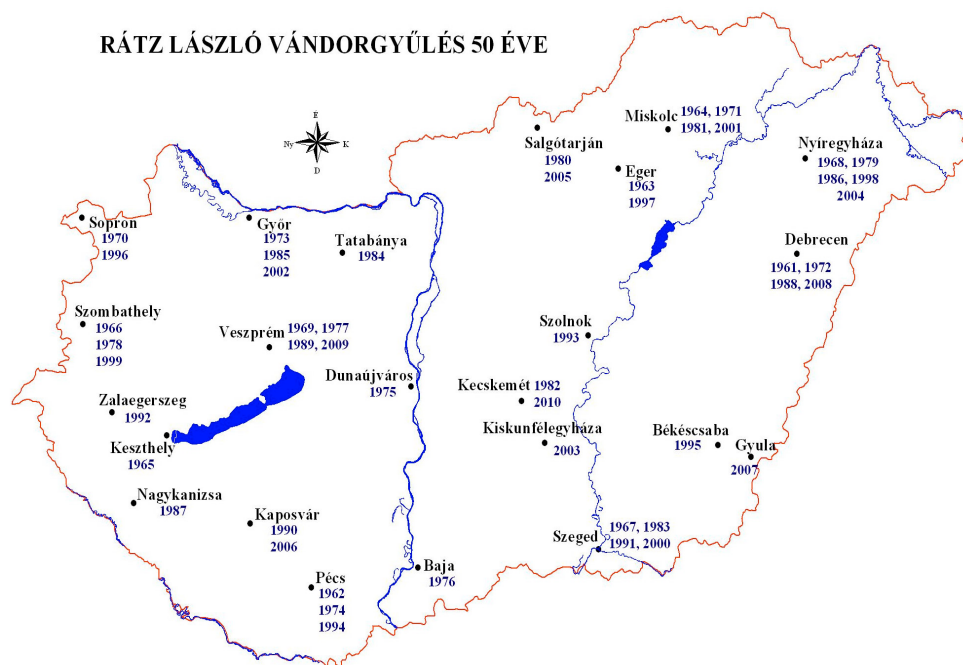 RÁTZ LÁSZLÓ VÁNDORGYŰLÉS 50 ÉVE
É
Ny
K
D
Miskolc 1964, 1971
1981, 2001
Salgótarján
1980
2005
Eger
1963
1997
Nyíregyháza
1968, 1979
1986, 1998
2004
Sopron
1970
1996
Győr
1973
1985
2002
Tatabánya
1984
Debrecen
1961, 1972
1988, 2008
Szombathely
1966
1978
1999
Veszprém 1969, 1977
1989, 2009
Szolnok
1993
Dunaújváros
1975
Kecskemét 1982
2010
Zalaegerszeg
1992
Keszthely
1965
Kiskunfélegyháza
2003
Békéscsaba
1995
Gyula
2007
Nagykanizsa
1987
Kaposvár
1990
2006
Szeged 1967, 1983
1991, 2000
Baja
1976
Pécs
1962
1974
1994